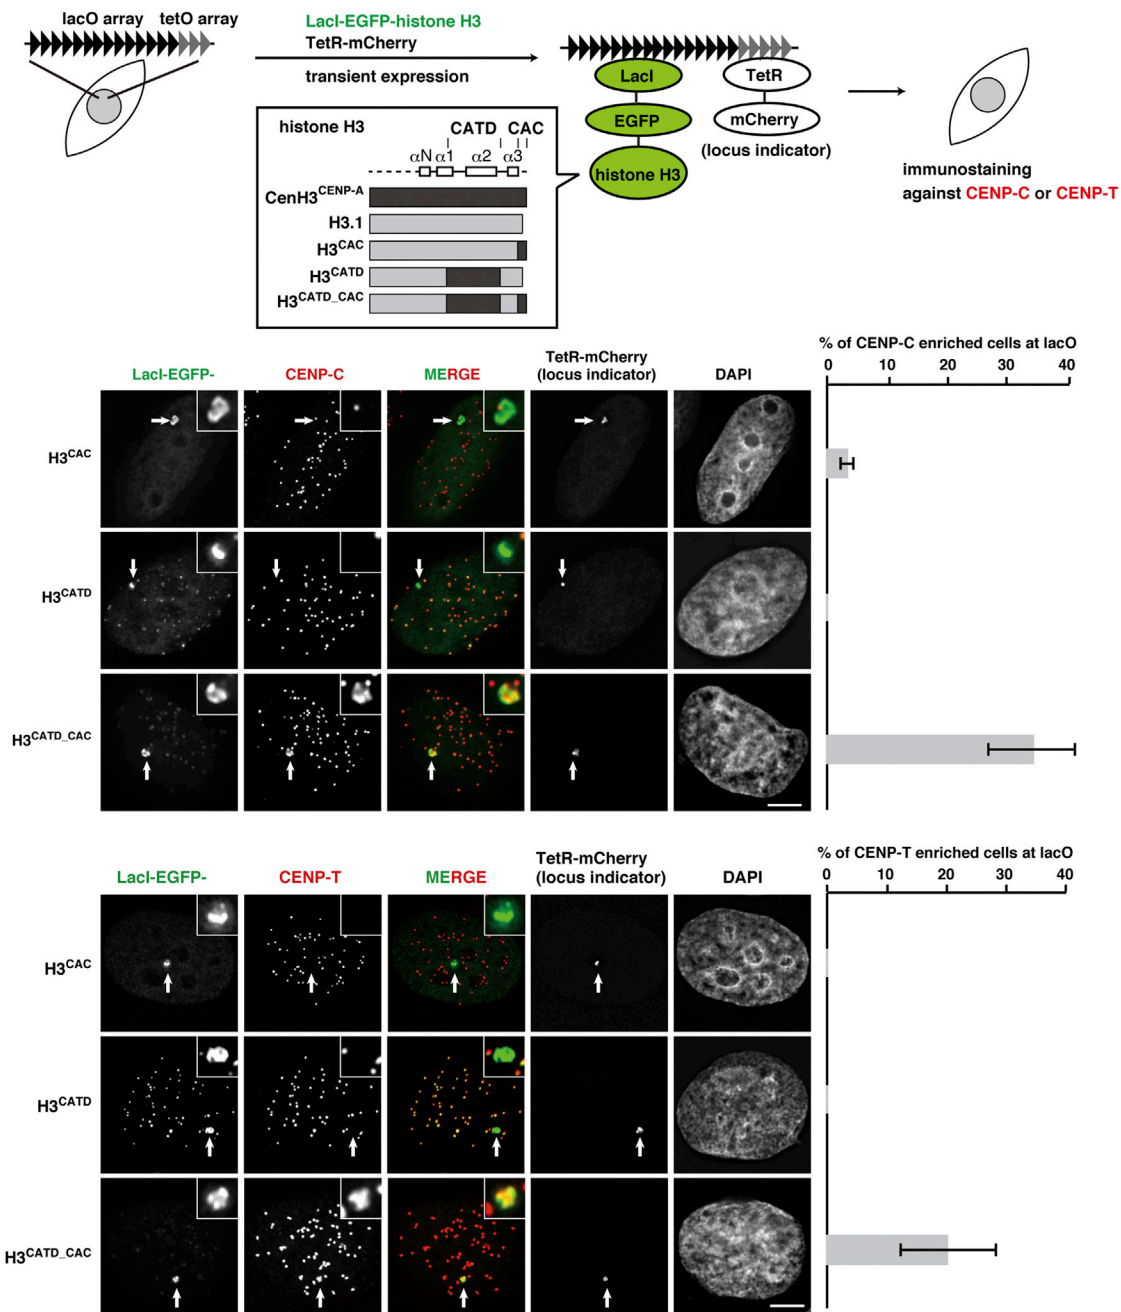 lacO array tetO array
LacI-EGFP-histone H3
TetR-mCherry
transient expression
LacI
TetR
EGFP
mCherry
(locus indicator)
histone H3
immunostaining
against CENP-C or CENP-T
histone H3
CATD CAC
αN α1 α2 α3
CenH3CENP-A
H3.1
H3CAC
H3CATD
H3CATD_CAC
% of CENP-C enriched cells at lacO
LacI-EGFP-
CENP-C
MERGE
TetR-mCherry
(locus indicator)
DAPI
0 10 20 30 40
H3CAC
H3CATD
H3CATD_CAC
% of CENP-T enriched cells at lacO
LacI-EGFP-
CENP-T
MERGE
TetR-mCherry
(locus indicator)
DAPI
0 10 20 30 40
H3CAC
H3CATD
H3CATD_CAC